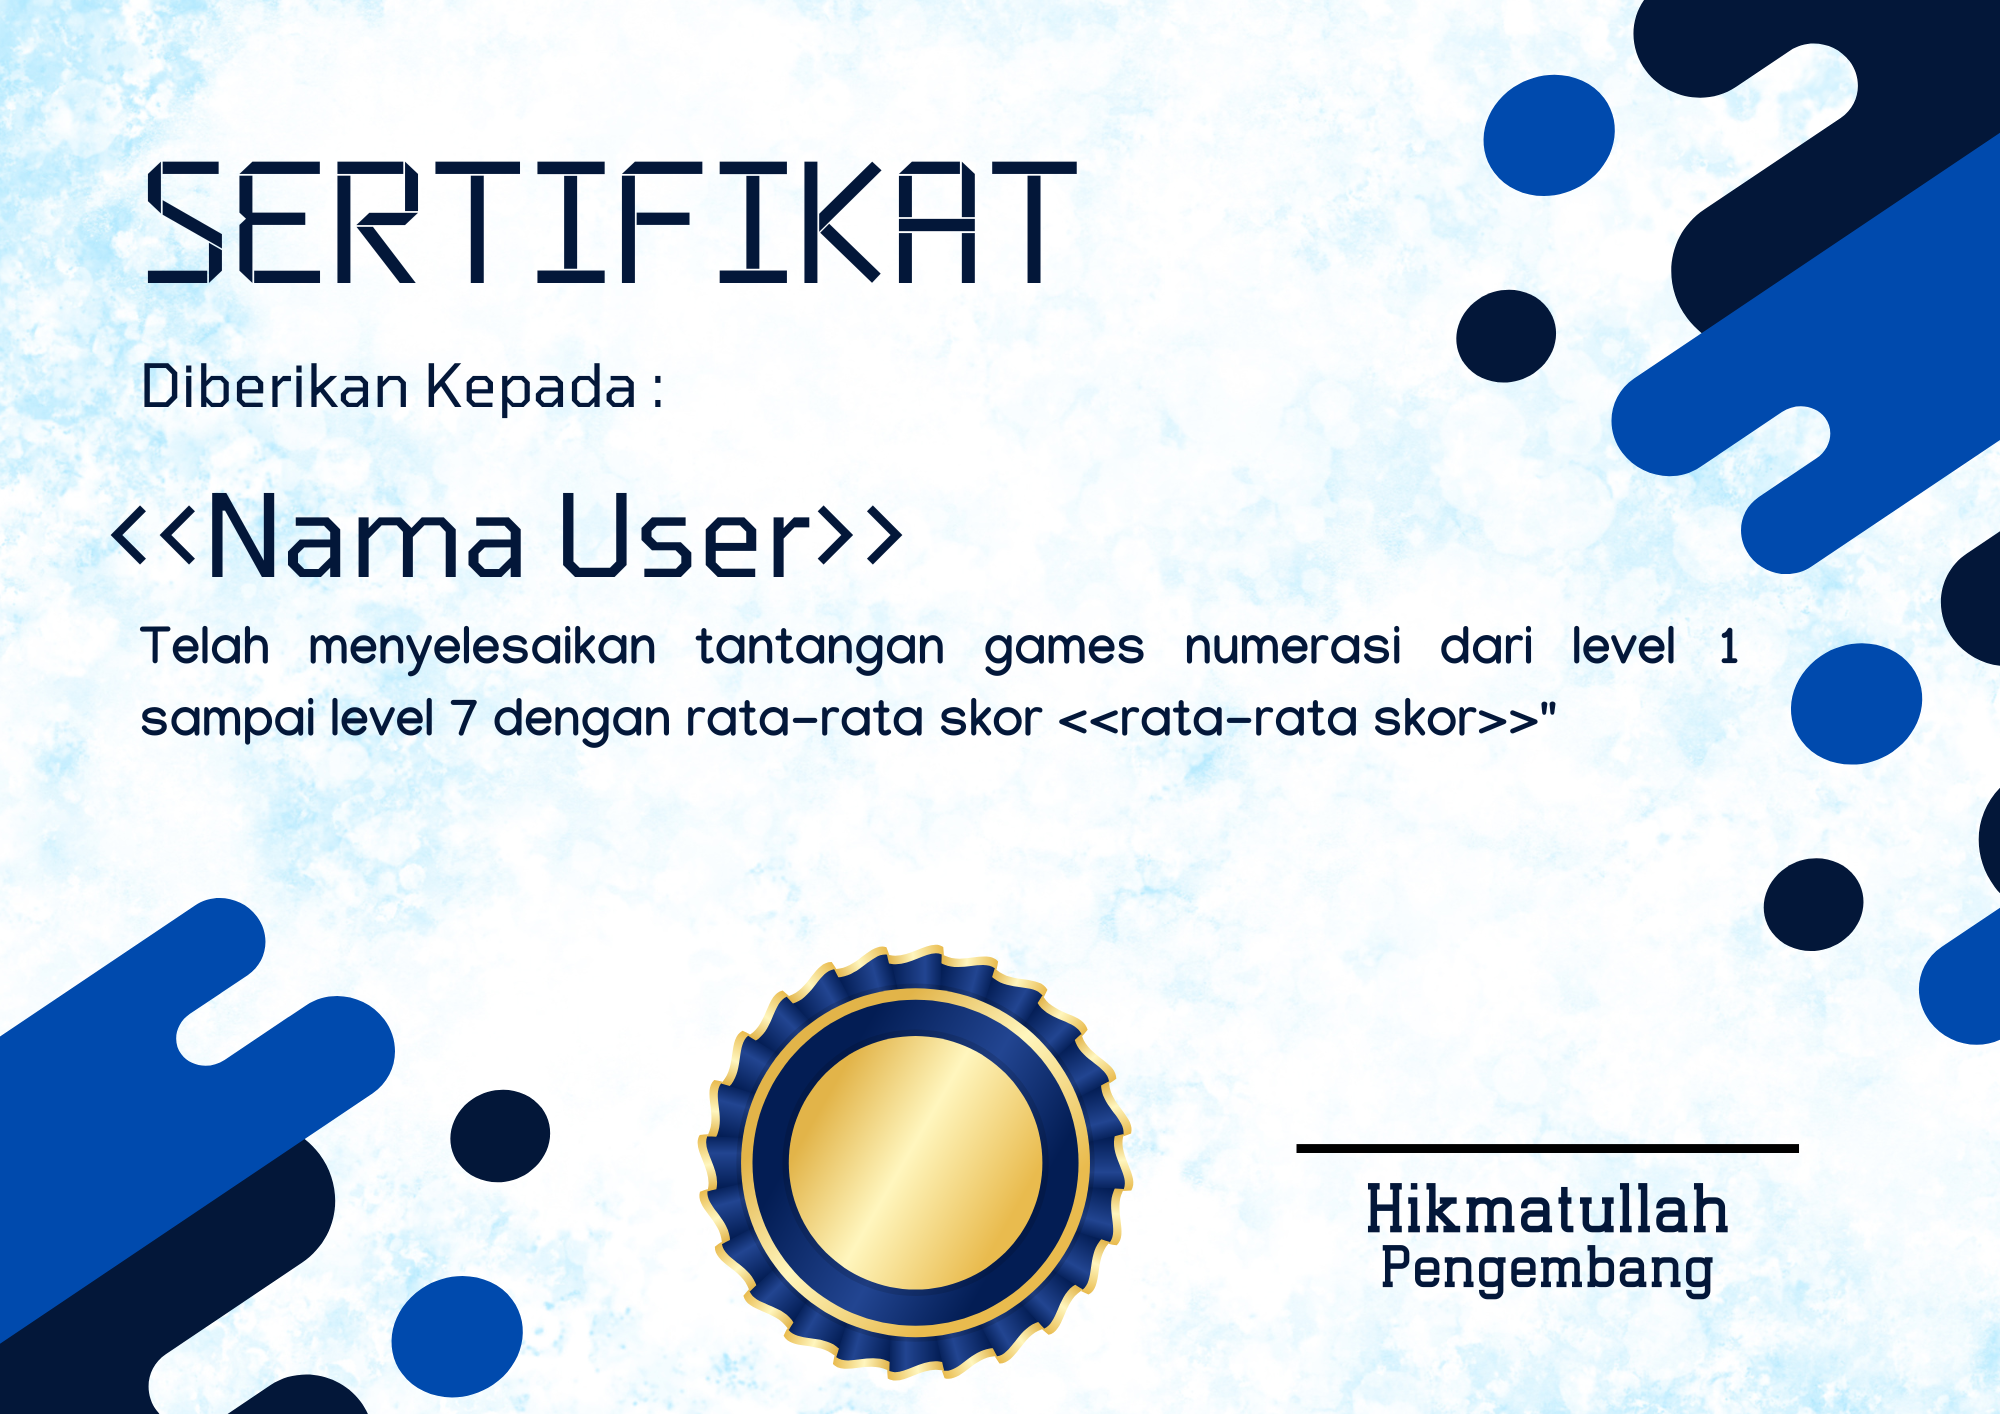 SERTIFIKAT
Diberikan Kepada :
<<Nama User>>
Telah menyelesaikan tantangan games numerasi dari level 1
sampai level 7 dengan rata-rata skor <<rata-rata skor>>"
Hikmatullah
Pengembang